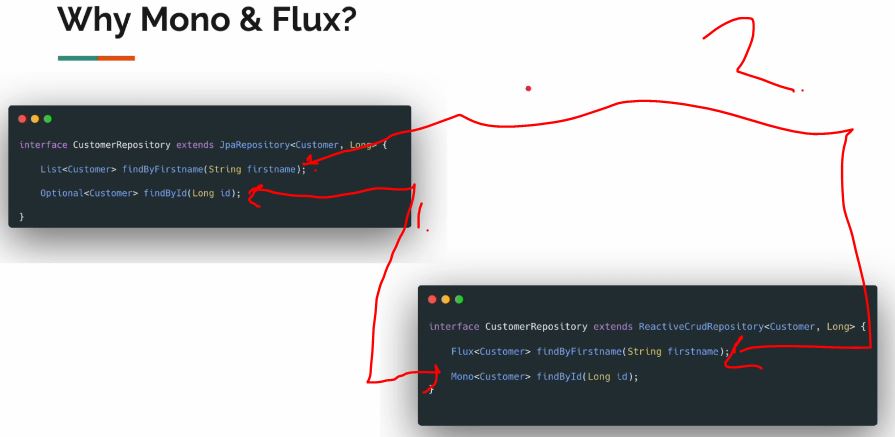 Why Mono & Flux?
2.
interface CustomerRepository extends JpaRepository<Customer, Long> {
List<Customer> findByFirstname(String firstname);
Optional<Customer> findById(Long id);
}
1.
interface CustomerRepository extends ReactiveCrudRepository<Customer, Long> {
Flux<Customer> findByFirstname(String firstname);
Mono<Customer> findById(Long id);
}